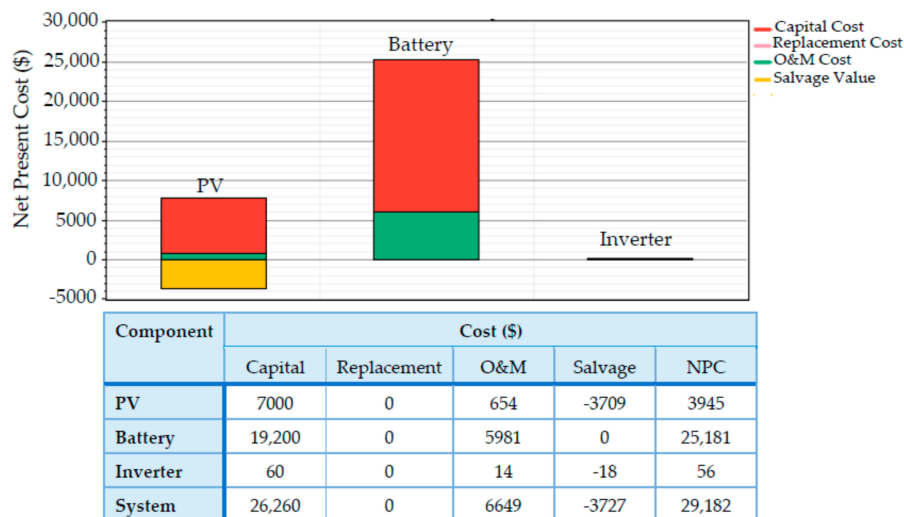 30,000
25,000
20,000
15,000
10,000
5000
0
-5000
Net Present Cost ($)
PV
Battery
Inverter
Capital Cost
Replacement Cost
O&M Cost
Salvage Value
Component Cost ($)
Capital Replacement O&M Salvage NPC
PV 7000 0 654 -3709 3945
Battery 19,200 0 5981 0 25,181
Inverter 60 0 14 -18 56
System 26,260 0 6649 -3727 29,182